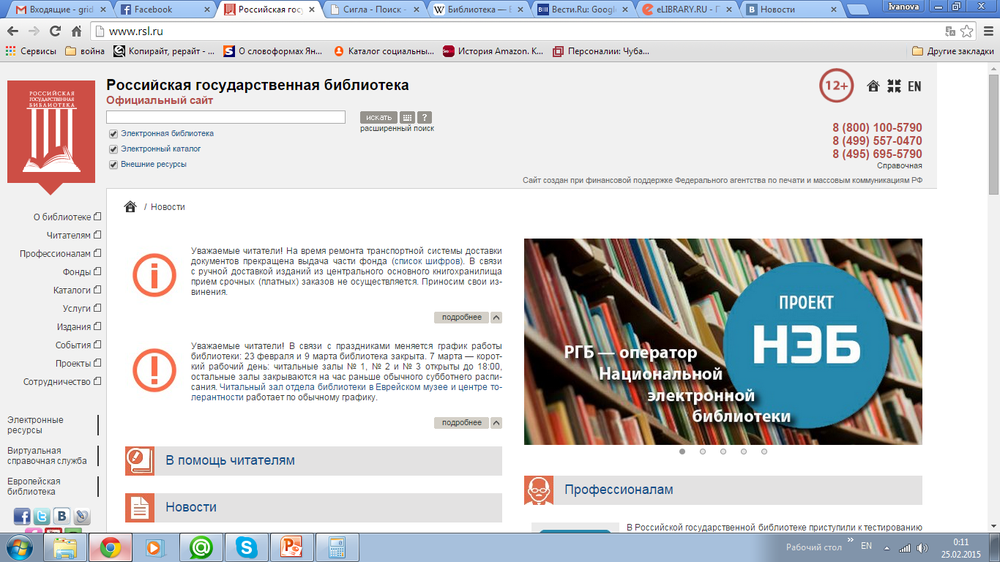 Входящие - grid
Facebook
Российская гос
Сигла - Поиск -
Библиотека — В
Вести.Ru: Google
eLIBRARY.RU - П
Новости
Ivanova
www.rsl.ru
Сервисы
война
Копирайт, рерайт - ...
О словоформах Ян...
Каталог социальны...
История Amazon. К...
Персоналии: Чуба...
Другие закладки
РОССИЙСКАЯ
ГОСУДАРСТВЕННАЯ
БИБЛИОТЕКА
Российская государственная библиотека
Официальный сайт
искать
?
расширенный поиск
Электронная библиотека
Электронный каталог
Внешние ресурсы
12+
EN
8 (800) 100-5790
8 (499) 557-0470
8 (495) 695-5790
Справочная
Сайт создан при финансовой поддержке Федерального агентства по печати и массовым коммуникациям РФ
О библиотеке
Читателям
Профессионалам
Фонды
Каталоги
Услуги
Издания
События
Проекты
Сотрудничество
Электронные
ресурсы
Виртуальная
справочная служба
Европейская
библиотека
/ Новости
Уважаемые читатели! На время ремонта транспортной системы доставки
документов прекращена выдача части фонда (список шифров). В связи
с ручной доставкой изданий из центрального основного книгохранилища
прием срочных (платных) заказов не осуществляется. Приносим свои из-
винения.
подробнее
Уважаемые читатели! В связи с праздниками меняется график работы
библиотеки: 23 февраля и 9 марта библиотека закрыта. 7 марта — корот-
кий рабочий день: читальные залы № 1, № 2 и № 3 открыты до 18:00,
остальные залы закрываются на час раньше обычного субботнего распи-
сания. Читальный зал отдела библиотеки в Еврейском музее и центре то-
лерантности работает по обычному графику.
подробнее
В помощь читателям
Новости
ПРОЕКТ
НЭБ
РГБ — оператор
Национальной
электронной
библиотеки
Профессионалам
В Российской государственной библиотеке приступили к тестированию
Рабочий стол
EN
0:11
25.02.2015